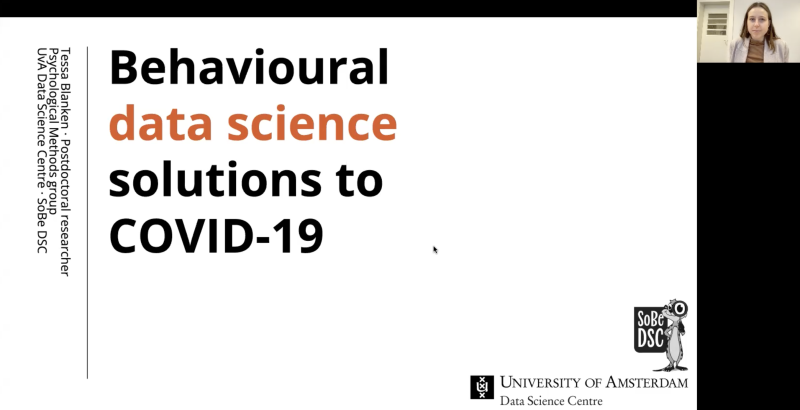 Tessa Blanken · Postdoctoral researcher
Psychological Methods group
UvA Data Science Centre · SoBe DSC
Behavioural
data science
solutions to
COVID-19
SoBe
DSC
UNIVERSITY OF AMSTERDAM
Data Science Centre